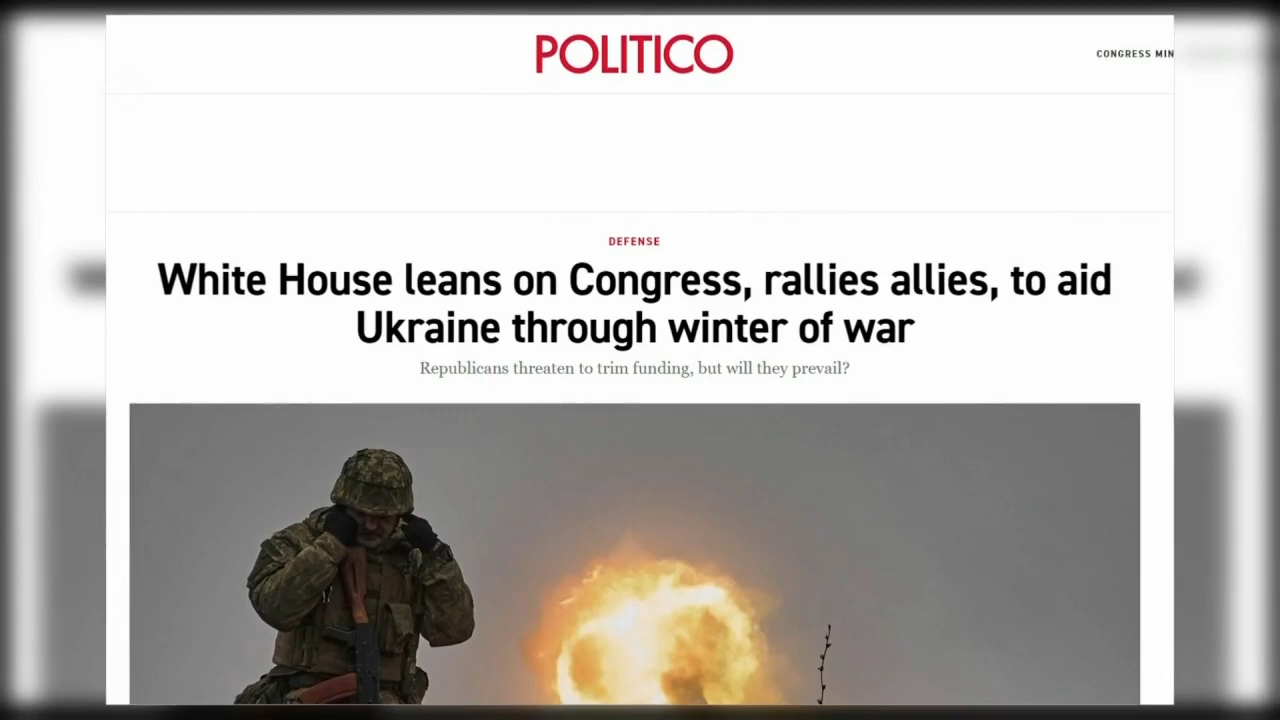 POLITICO
CONGRESS MIN
DEFENSE
White House leans on Congress, rallies allies, to aid
Ukraine through winter of war
Republicans threaten to trim funding, but will they prevail?